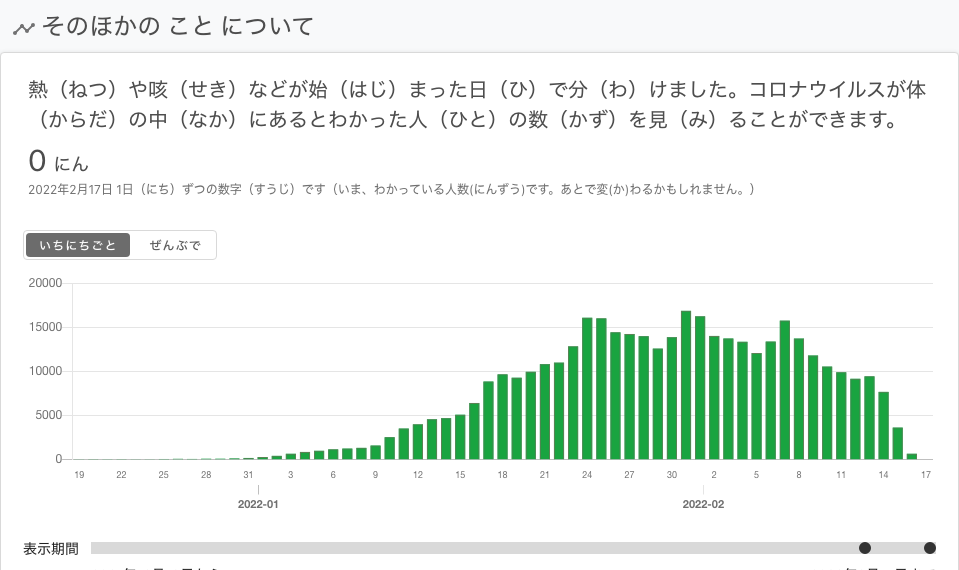 そのほかの こと について
熱（ねつ）や咳（せき）などが始（はじ）まった日（ひ）で分（わ）けました。コロナウイルスが体
（からだ）の中（なか）にあるとわかった人（ひと）の数（かず）を見（み）ることができます。
0 にん
2022年2月17日 1日（にち）ずつの数字（すうじ）です（いま、わかっている人数(にんずう)です。あとで変(か)わるかもしれません。）
いちにちごと ぜんぶで
20000
15000
10000
5000
0
19 22 25 28 31 3 6 9 12 15 18 21 24 27 30 2 5 8 11 14 17
2022-01 2022-02
表示期間